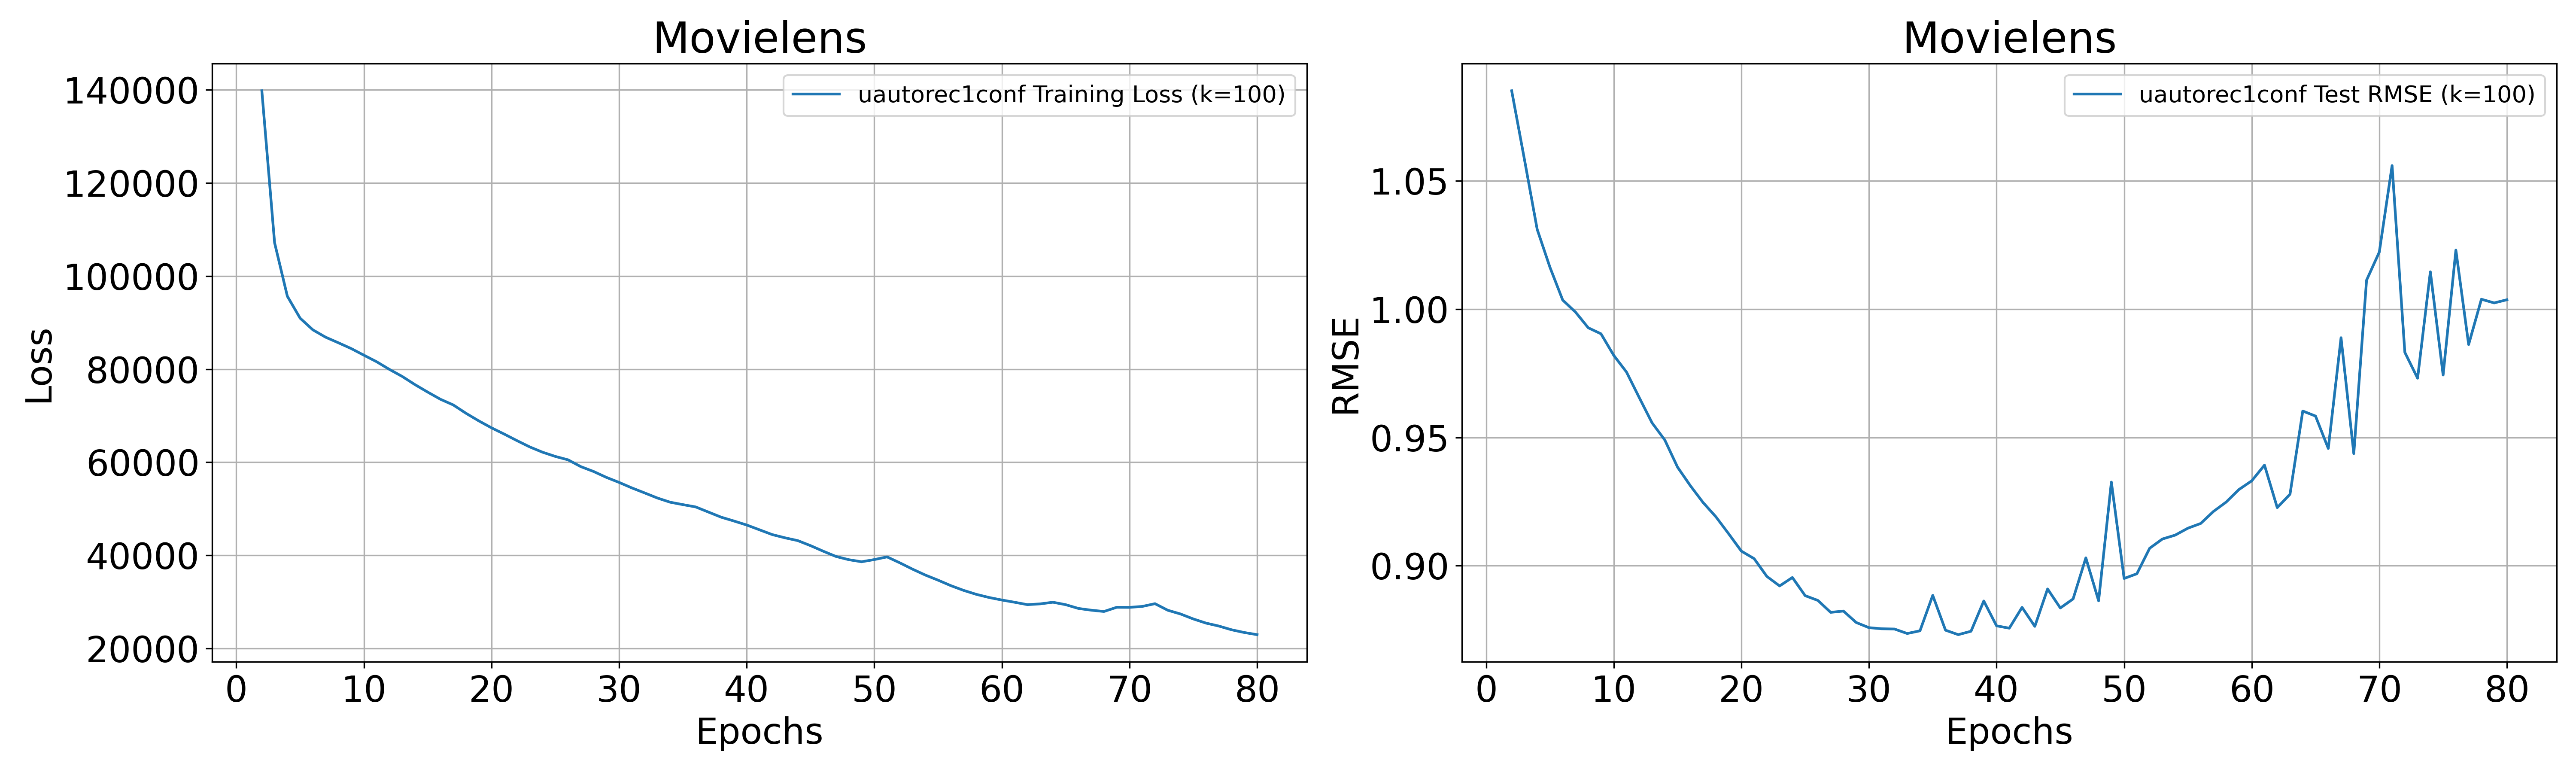 Movielens
uautorec1conf Training Loss (k=100)
140000
120000
100000
80000
60000
40000
20000
Loss
0 10 20 30 40 50 60 70 80
Epochs
Movielens
uautorec1conf Test RMSE (k=100)
1.05
1.00
0.95
0.90
RMSE
0 10 20 30 40 50 60 70 80
Epochs